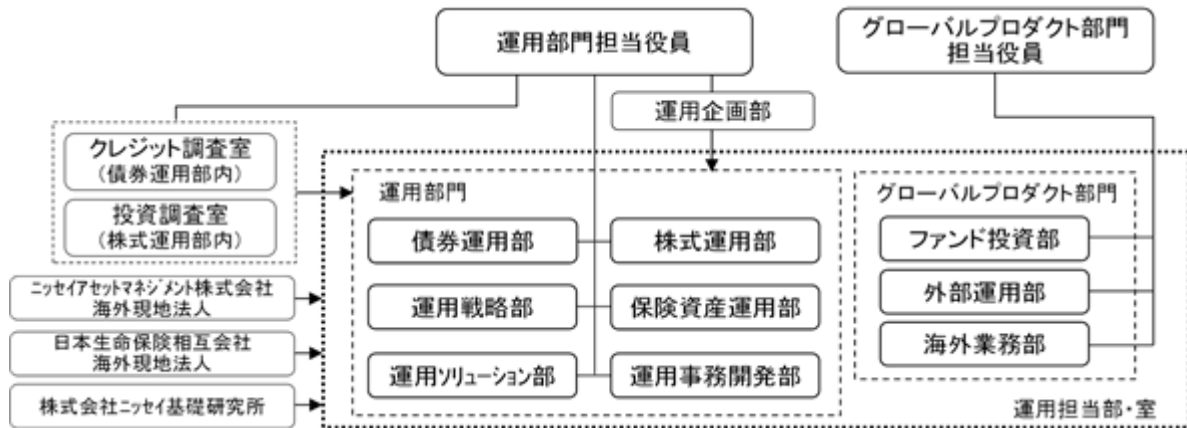 運用部門担当役員
グローバルプロダクト部門
担当役員
運用企画部
クレジット調査室
(債券運用部内)
投資調査室
(株式運用部内)
ニッセイアセットマネジメント株式会社
海外現地法人
日本生命保険相互会社
海外現地法人
株式会社ニッセイ基礎研究所
運用部門
債券運用部
株式運用部
運用戦略部
保険資産運用部
運用ソリューション部
運用事務開発部
グローバルプロダクト部門
ファンド投資部
外部運用部
海外業務部
運用担当部・室